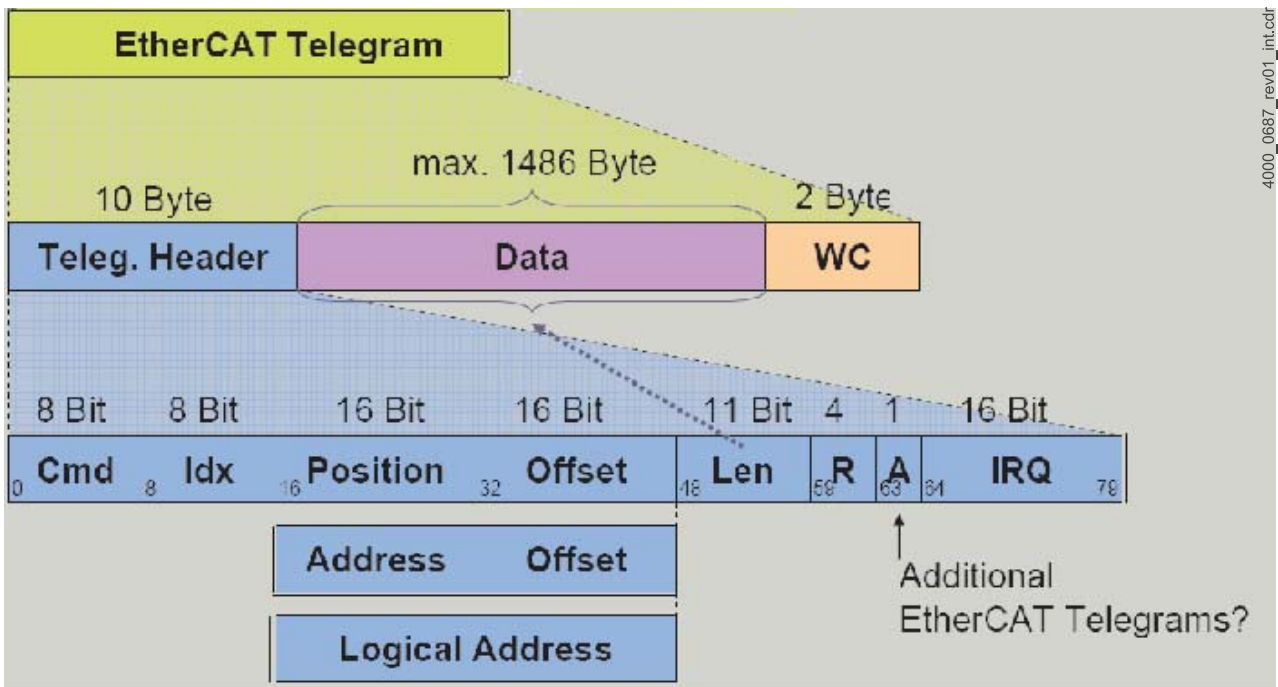 EtherCAT Telegram
4000_0687_rev01_int.cdr
max. 1486 Byte
10 Byte
2 Byte
Teleg. Header Data WC
8 Bit 8 Bit 16 Bit 16 Bit 11 Bit 4 1 16 Bit
Cmd Idx Position Offset Len R A IRQ
0 8 16 32 48 59 63 64 79
Address Offset
Additional
EtherCAT Telegrams?
Logical Address